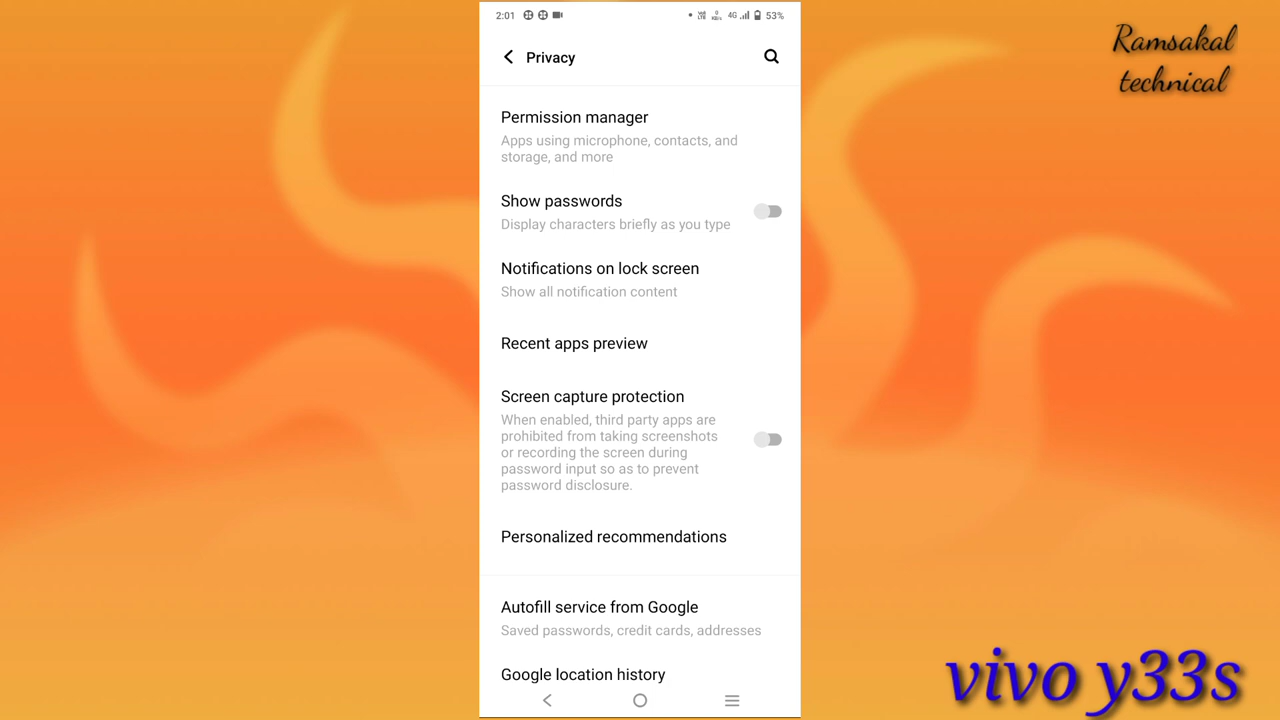 2:01 4G 53%
Ramsakal
technical
Privacy
Permission manager
Apps using microphone, contacts, and
storage, and more
Show passwords
Display characters briefly as you type
Notifications on lock screen
Show all notification content
Recent apps preview
Screen capture protection
When enabled, third party apps are
prohibited from taking screenshots
or recording the screen during
password input so as to prevent
password disclosure.
Personalized recommendations
Autofill service from Google
Saved passwords, credit cards, addresses
Google location history
vivo y33s